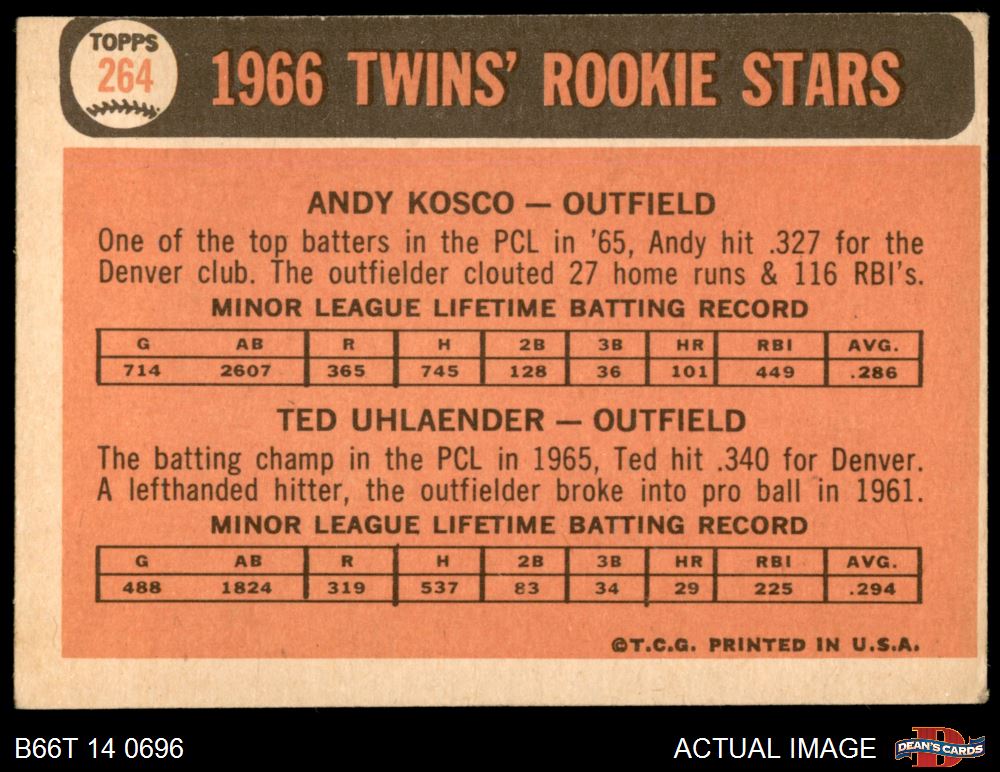 TOPPS
264
1966 TWINS' ROOKIE STARS
ANDY KOSCO — OUTFIELD
One of the top batters in the PCL in '65, Andy hit .327 for the
Denver club. The outfielder clouted 27 home runs & 116 RBI's.
MINOR LEAGUE LIFETIME BATTING RECORD
G AB R H 2B 3B HR RBI AVG.
714 2607 365 745 128 36 101 449 .286
TED UHLAENDER — OUTFIELD
The batting champ in the PCL in 1965, Ted hit .340 for Denver.
A lefthanded hitter, the outfielder broke into pro ball in 1961.
MINOR LEAGUE LIFETIME BATTING RECORD
G AB R H 2B 3B HR RBI AVG.
488 1824 319 537 83 34 29 225 .294
©T.C.G. PRINTED IN U.S.A.
B66T 14 0696
ACTUAL IMAGE
DEAN'S CARDS